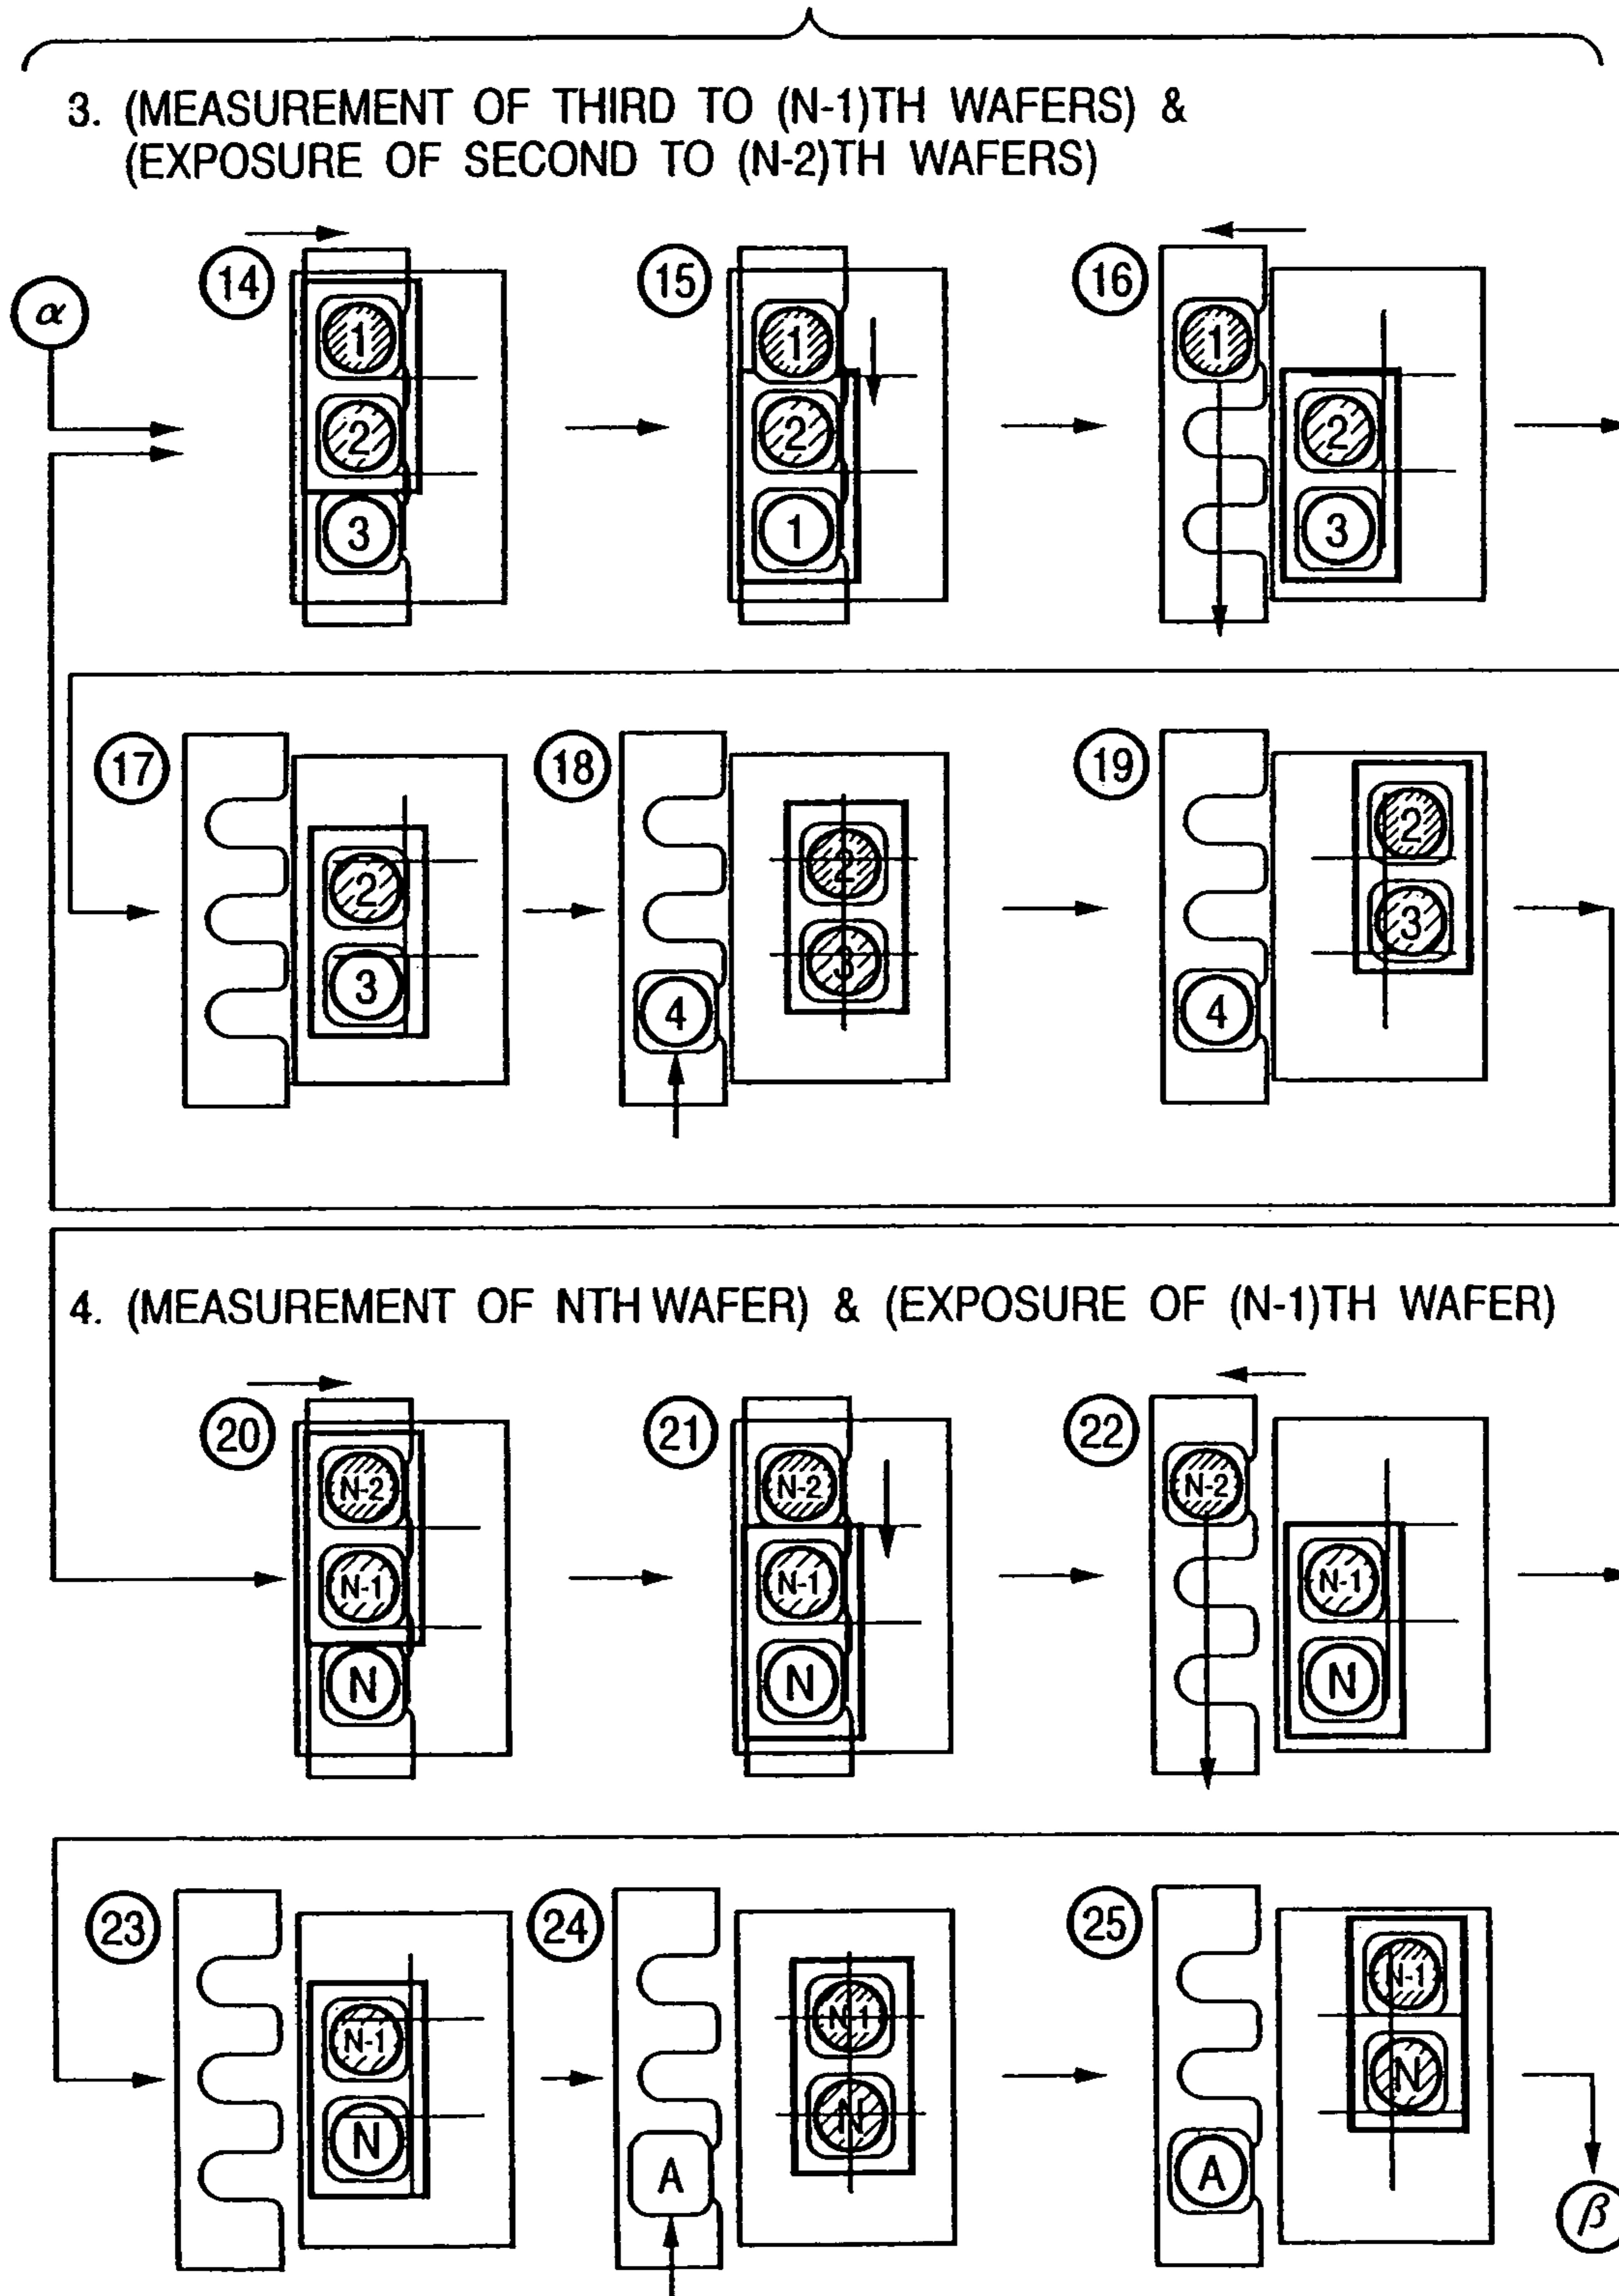 3. (MEASUREMENT OF THIRD TO (N-1)TH WAFERS) &
(EXPOSURE OF SECOND TO (N-2)TH WAFERS)
α
14
1
2
3
15
1
2
1
16
1
2
3
17
2
3
18
2
3
4
19
2
3
4
4. (MEASUREMENT OF NTH WAFER) & (EXPOSURE OF (N-1)TH WAFER)
20
N-2
N-1
N
21
N-2
N-1
N
22
N-2
N-1
N
23
N-1
N
24
N-1
N
A
25
N-1
N
A
β